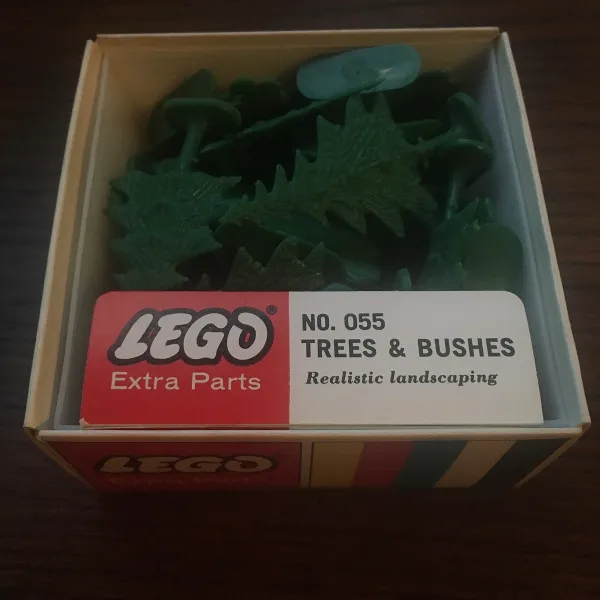 LEGO®
Extra Parts
NO. 055
TREES & BUSHES
Realistic landscaping
LEGO